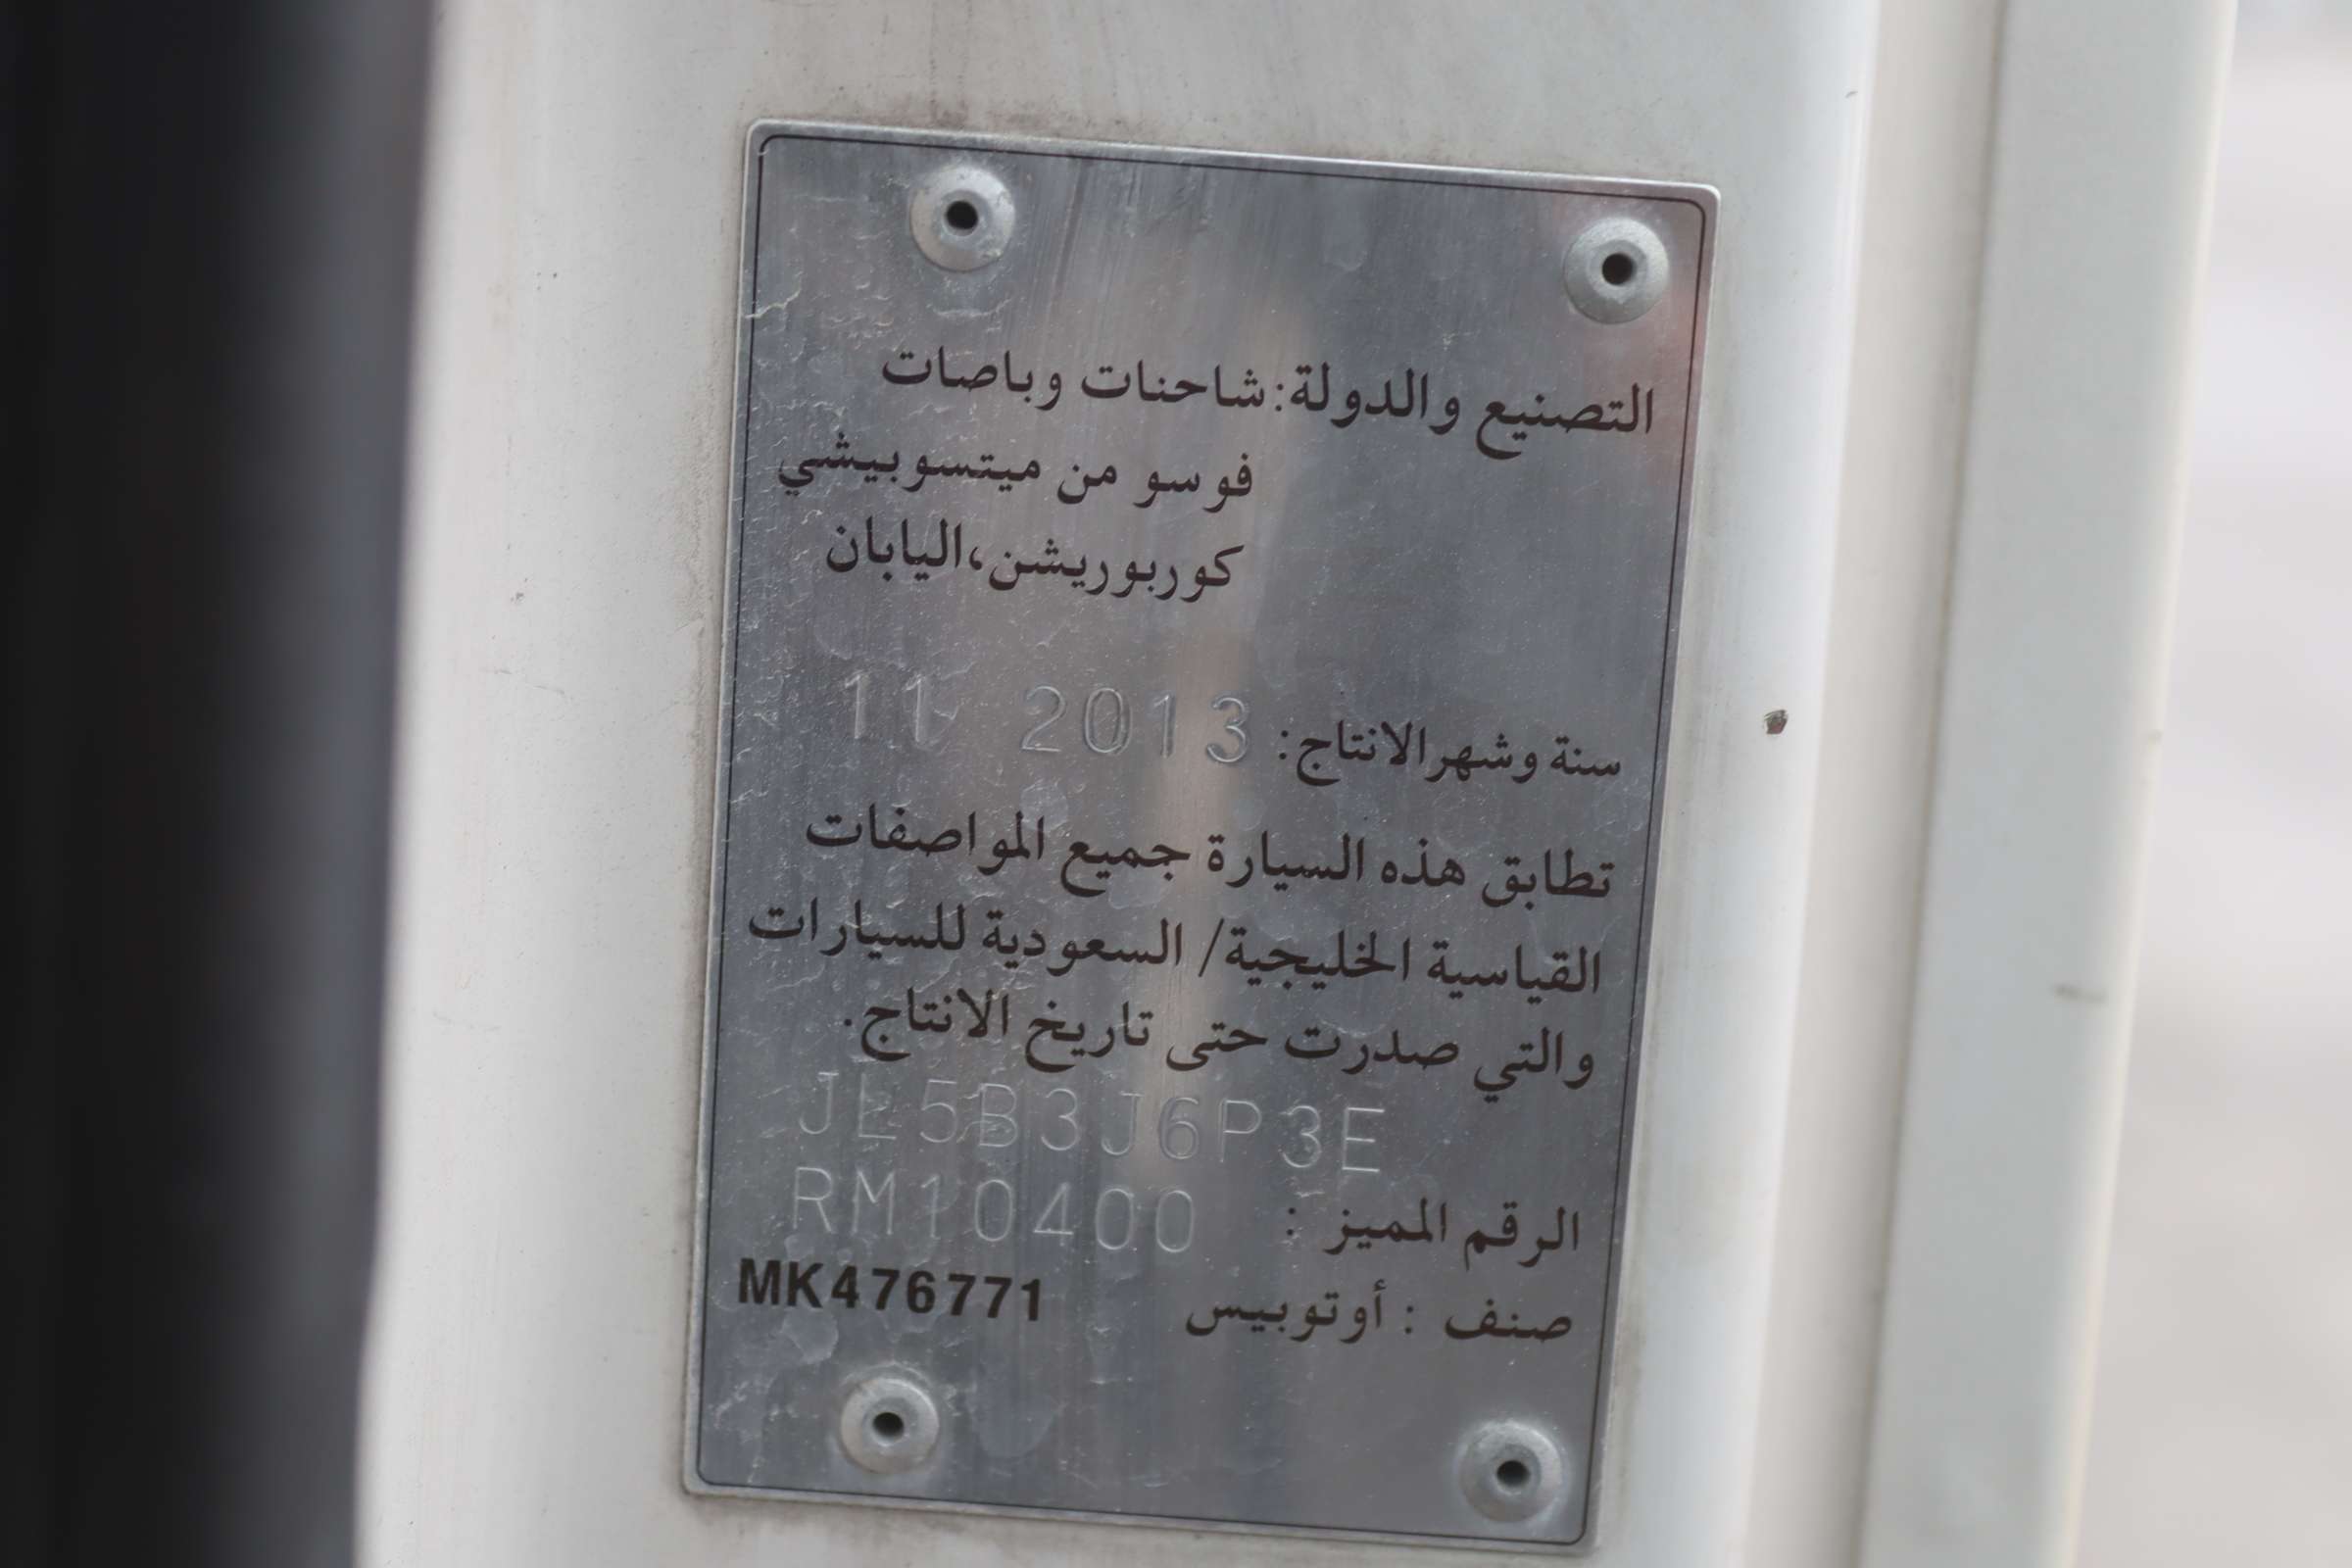 التصنيع والدولة: شاحنات وباصات
فوسو من ميتسوبيشي
كوربوريشن،اليابان
سنة وشهر الانتاج: 2013 11
تطابق هذه السيارة جميع المواصفات
القياسية الخليجية/ السعودية للسيارات
والتي صدرت حتى تاريخ الانتاج.
JL5B3J6P3E
الرقم المميز : RM10400
صنف : أوتوبيس MK476771